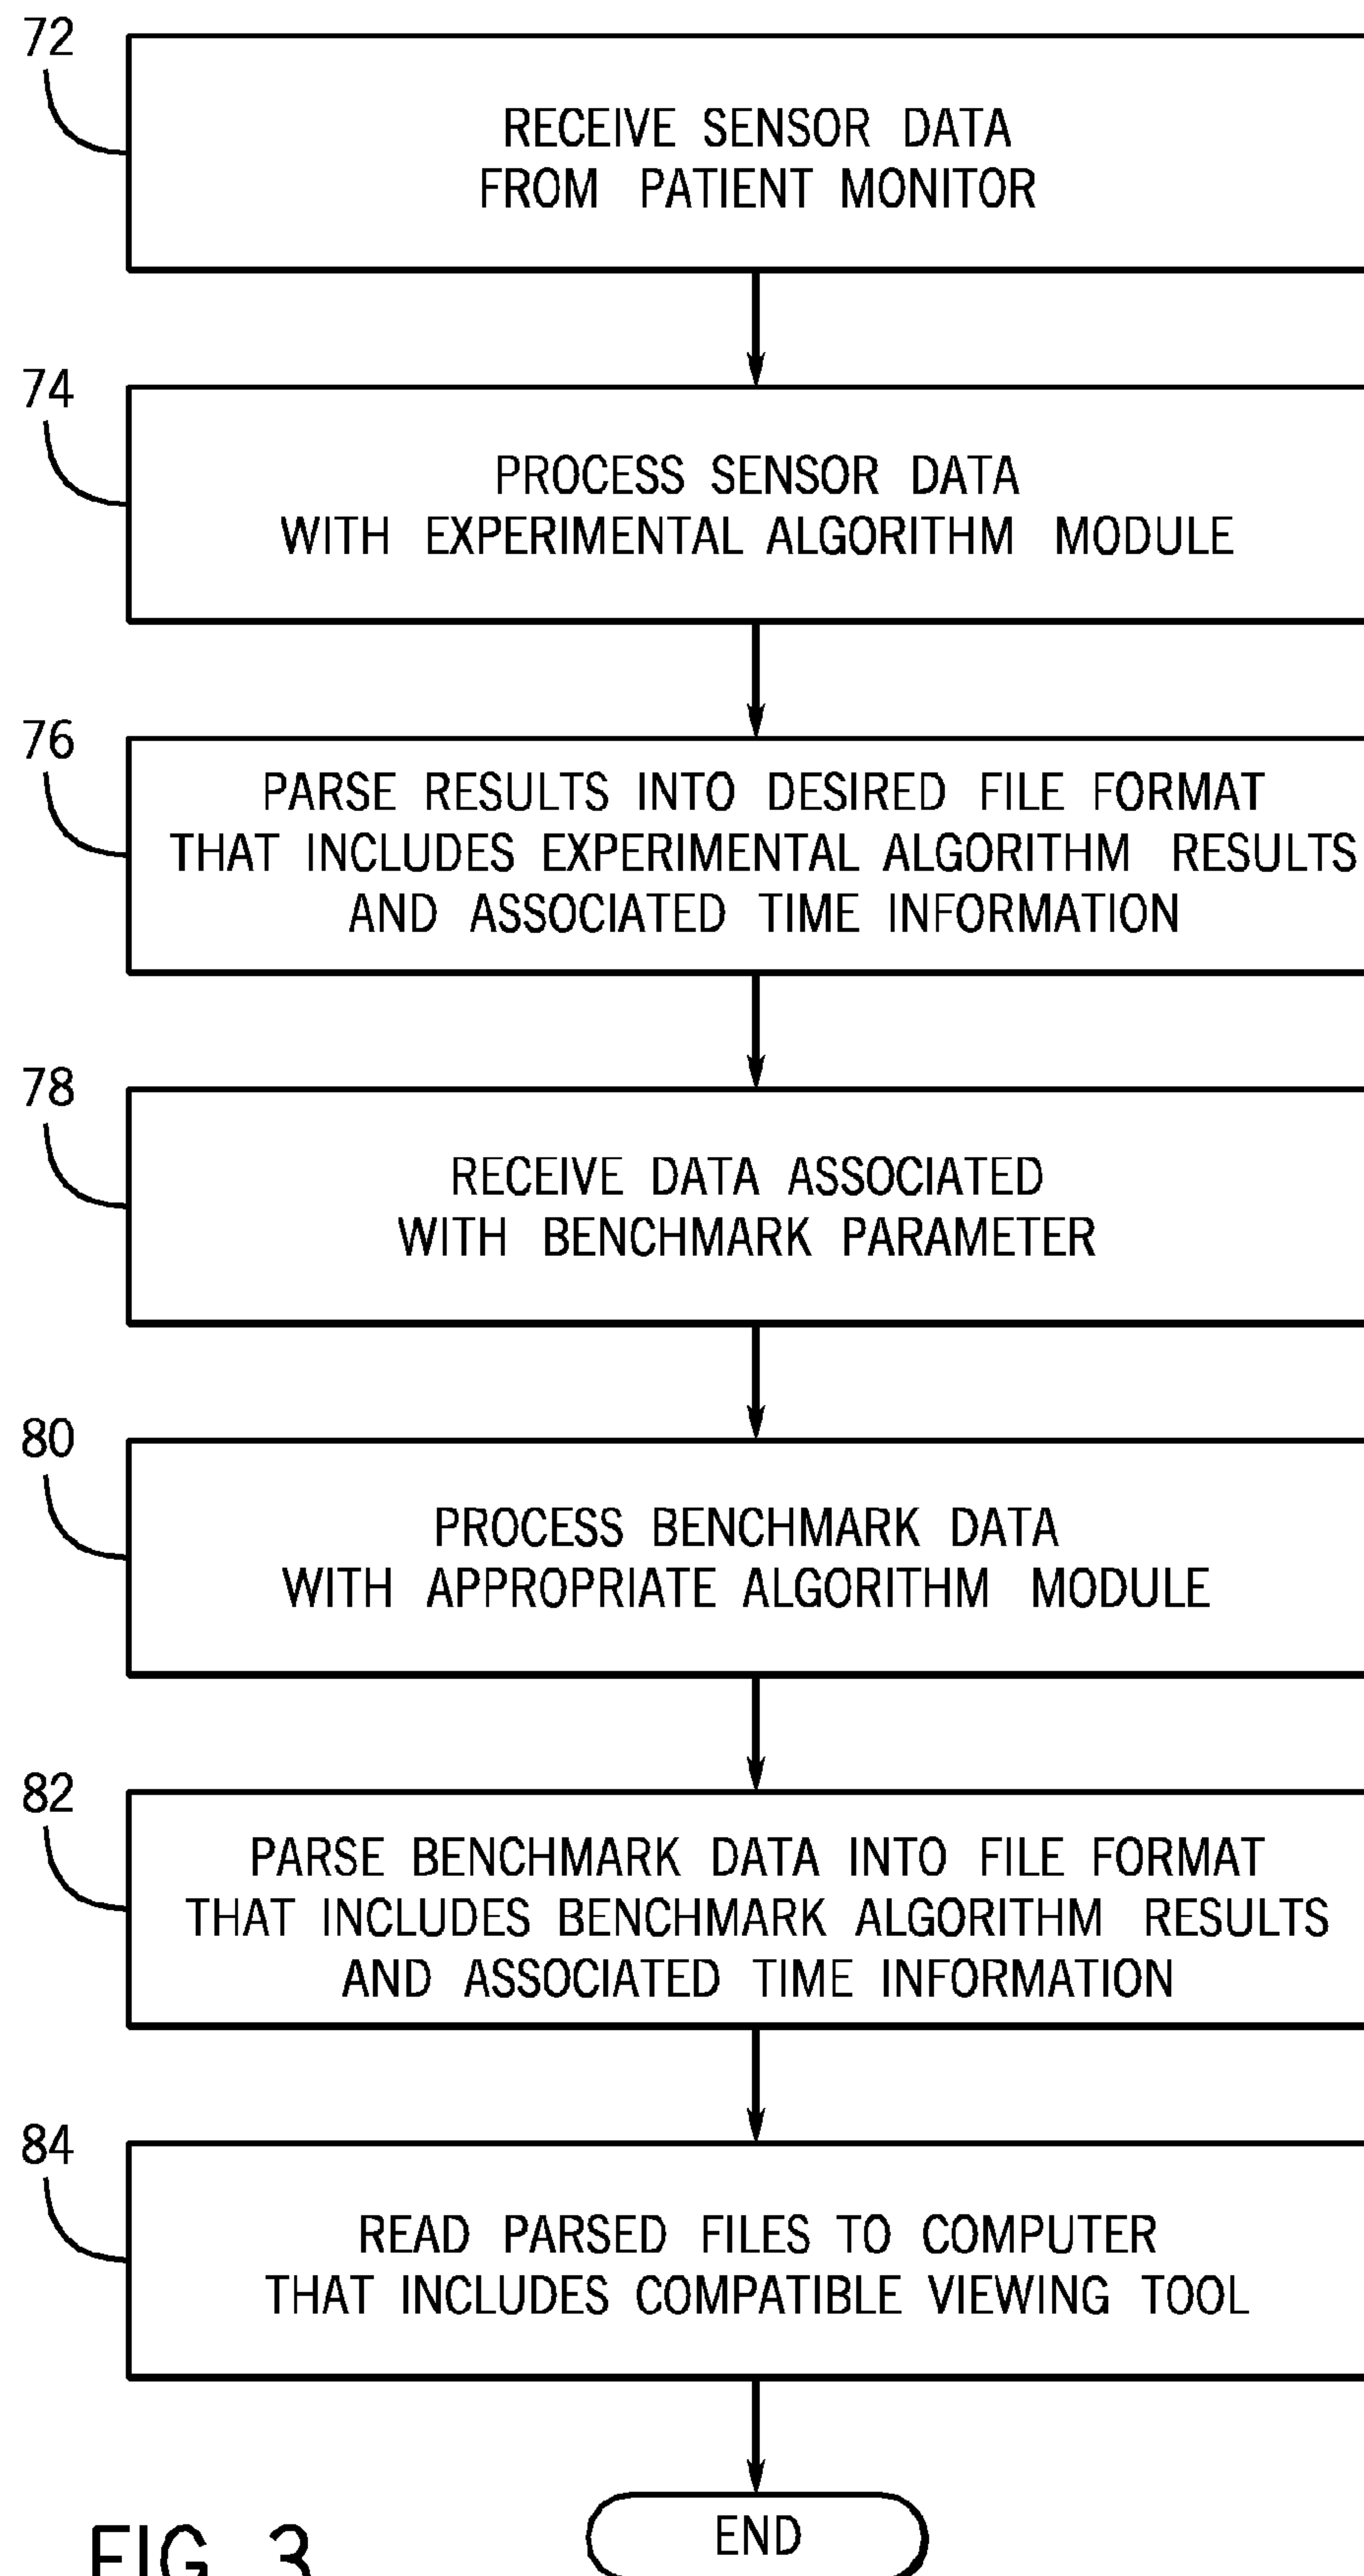 72
RECEIVE SENSOR DATA
FROM PATIENT MONITOR
74
PROCESS SENSOR DATA
WITH EXPERIMENTAL ALGORITHM MODULE
76
PARSE RESULTS INTO DESIRED FILE FORMAT
THAT INCLUDES EXPERIMENTAL ALGORITHM RESULTS
AND ASSOCIATED TIME INFORMATION
78
RECEIVE DATA ASSOCIATED
WITH BENCHMARK PARAMETER
80
PROCESS BENCHMARK DATA
WITH APPROPRIATE ALGORITHM MODULE
82
PARSE BENCHMARK DATA INTO FILE FORMAT
THAT INCLUDES BENCHMARK ALGORITHM RESULTS
AND ASSOCIATED TIME INFORMATION
84
READ PARSED FILES TO COMPUTER
THAT INCLUDES COMPATIBLE VIEWING TOOL
END
FIG. 3